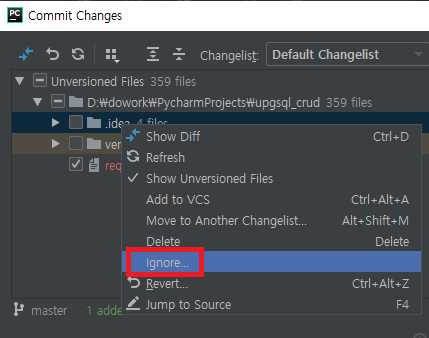 PC Commit Changes
Changelist: Default Changelist
Unversioned Files 359 files
D:₩dowork₩PycharmProjects₩upgsql_crud 359 files
.idea 4 files
ver
req
Show Diff Ctrl+D
Refresh
Show Unversioned Files
Add to VCS Ctrl+Alt+A
Move to Another Changelist... Alt+Shift+M
Delete Delete
Ignore...
Revert... Ctrl+Alt+Z
Jump to Source F4
master 1 adde